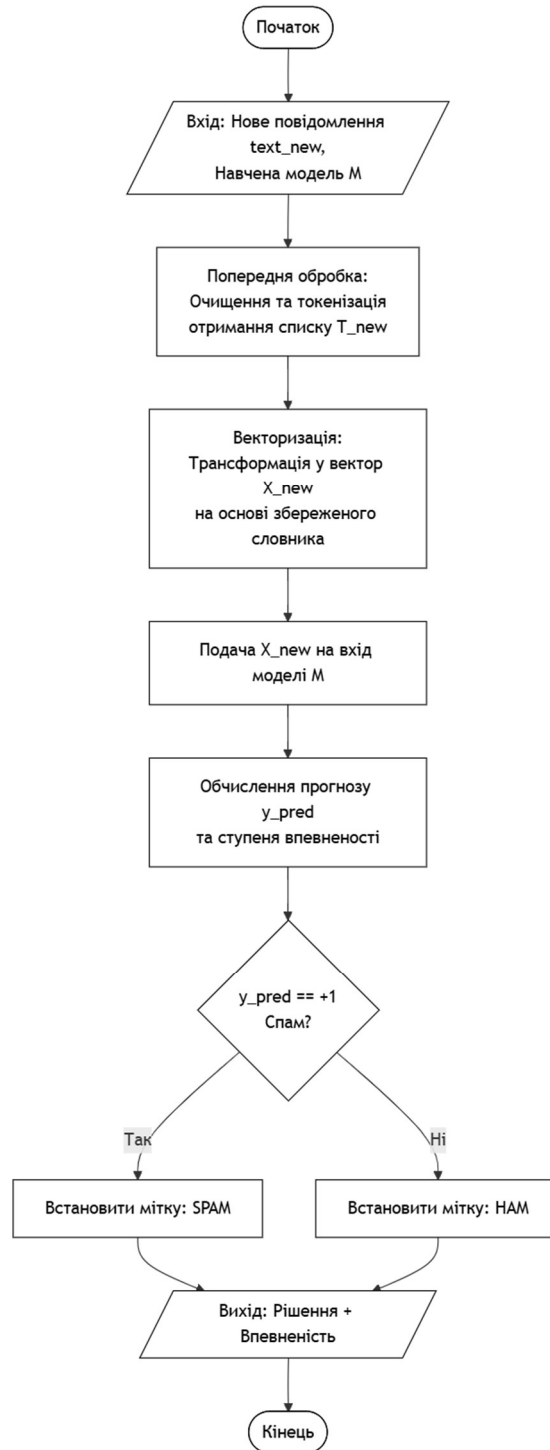 Початок
Вхід: Нове повідомлення
text_new,
Навчена модель M
Попередня обробка:
Очищення та токенізація
отримання списку T_new
Векторизація:
Трансформація у вектор
X_new
на основі збереженого
словника
Подача X_new на вхід
моделі M
Обчислення прогнозу
y_pred
та ступеня впевненості
y_pred == +1
Спам?
Так
Ні
Встановити мітку: SPAM
Встановити мітку: HAM
Вихід: Рішення +
Впевненість
Кінець